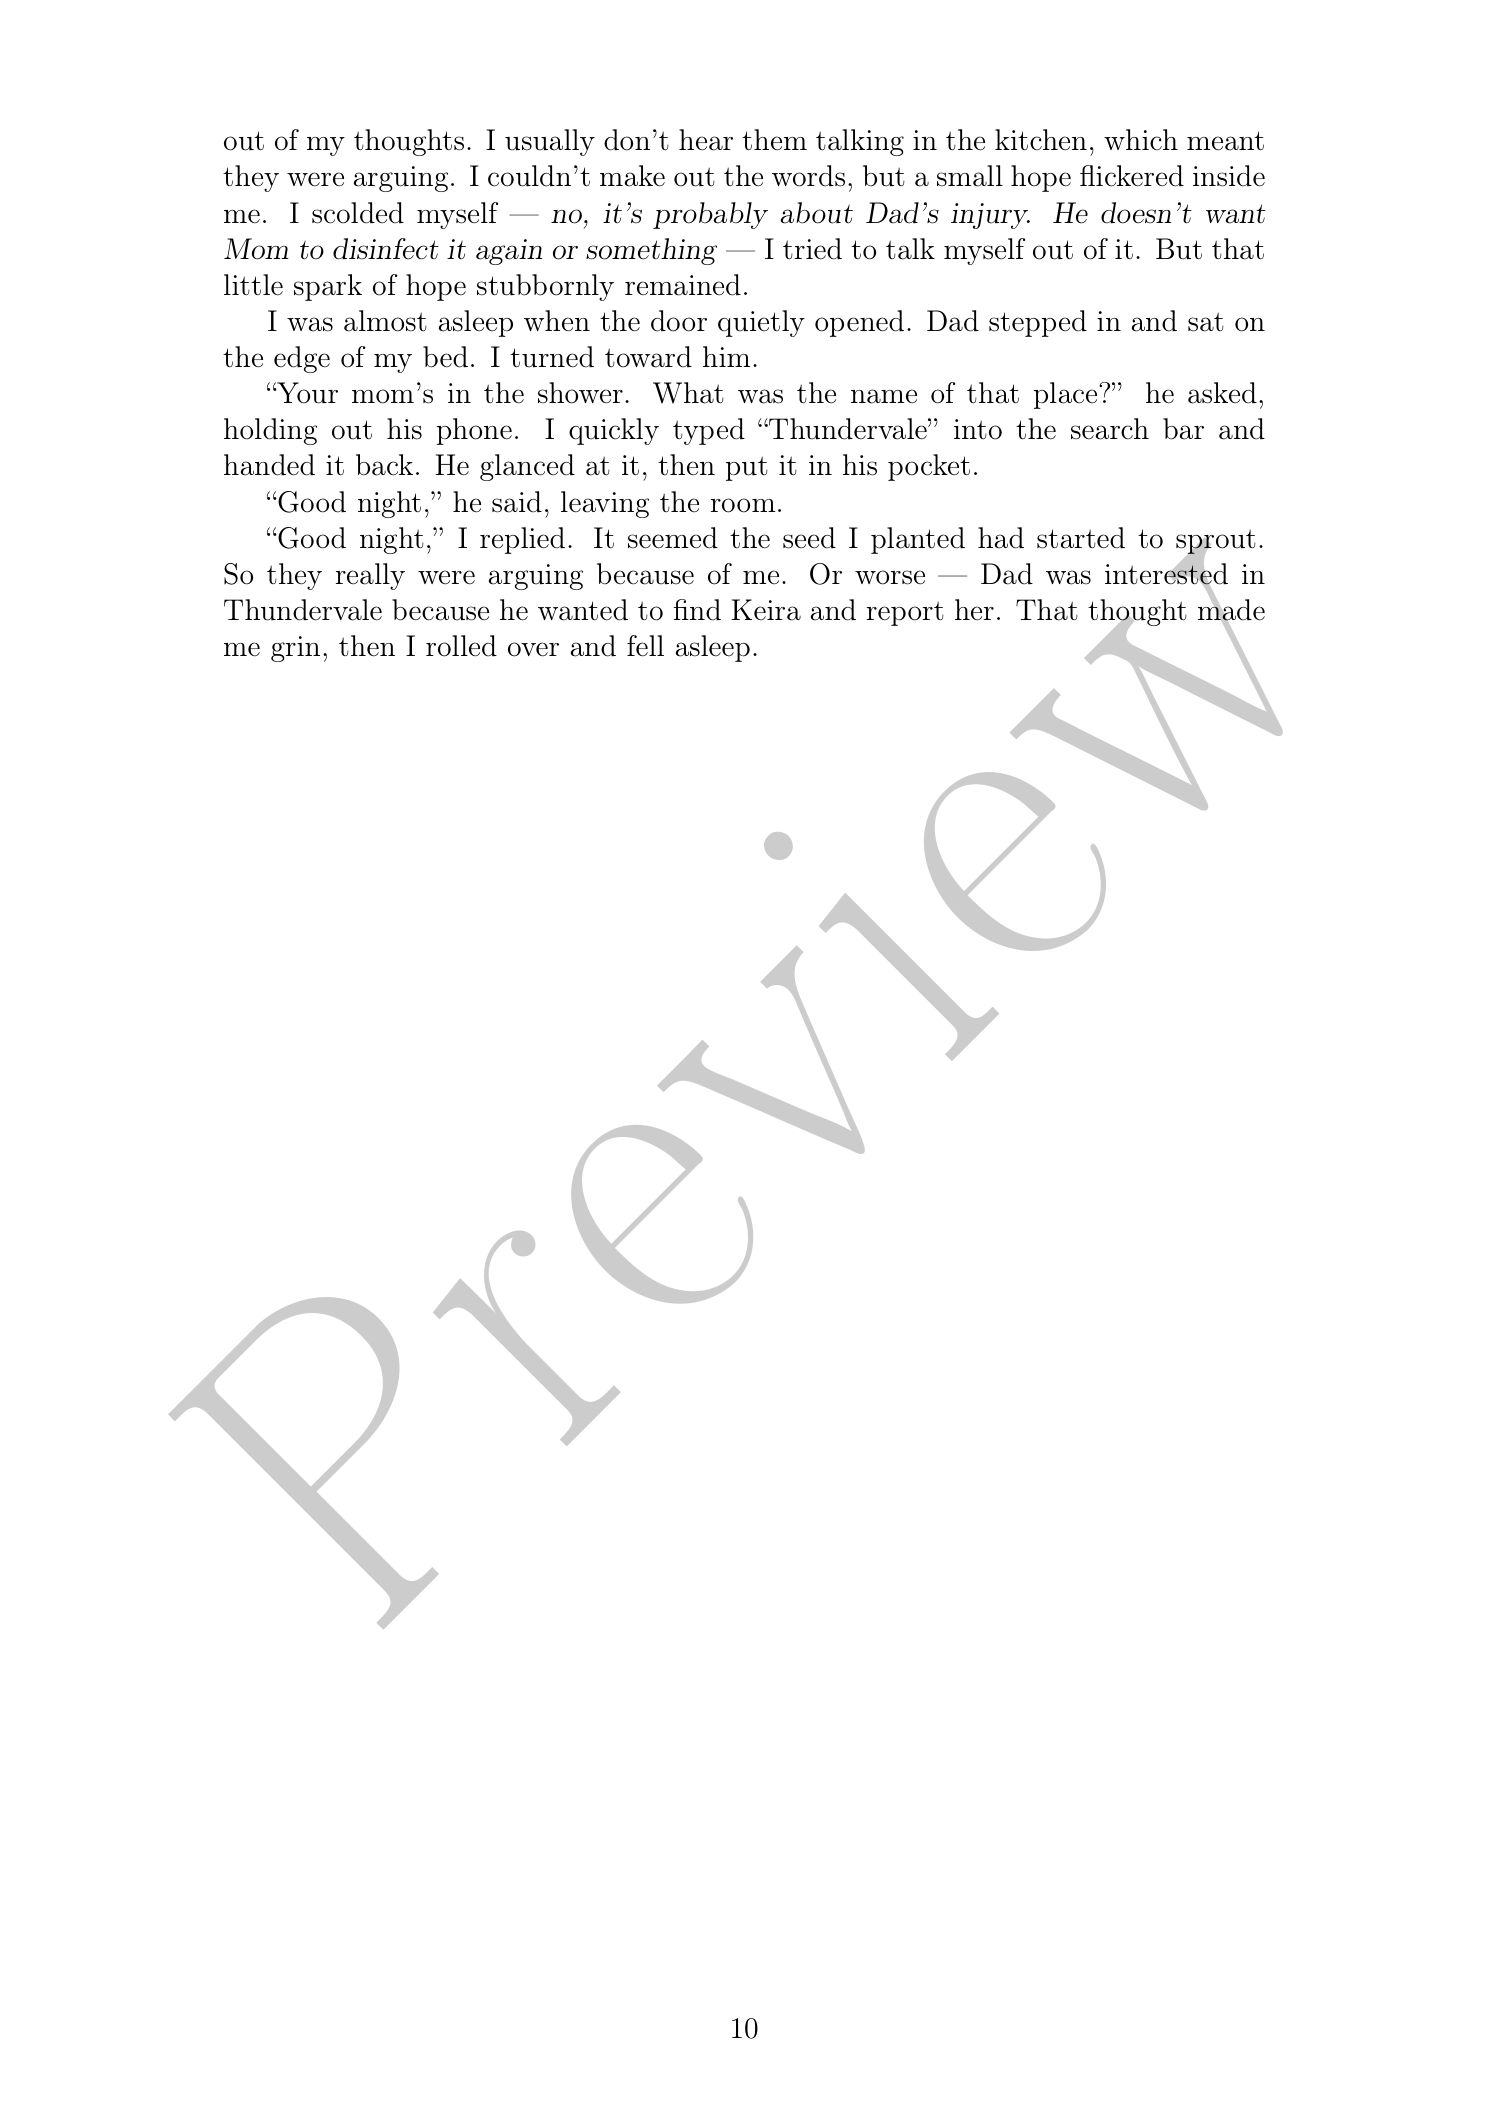 out of my thoughts. I usually don’t hear them talking in the kitchen, which meant
they were arguing. I couldn’t make out the words, but a small hope flickered inside
me. I scolded myself — no, it’s probably about Dad’s injury. He doesn’t want
Mom to disinfect it again or something — I tried to talk myself out of it. But that
little spark of hope stubbornly remained.
I was almost asleep when the door quietly opened. Dad stepped in and sat on
the edge of my bed. I turned toward him.
“Your mom’s in the shower. What was the name of that place?” he asked,
holding out his phone. I quickly typed “Thundervale” into the search bar and
handed it back. He glanced at it, then put it in his pocket.
“Good night,” he said, leaving the room.
“Good night,” I replied. It seemed the seed I planted had started to sprout.
So they really were arguing because of me. Or worse — Dad was interested in
Thundervale because he wanted to find Keira and report her. That thought made
me grin, then I rolled over and fell asleep.
Preview
10